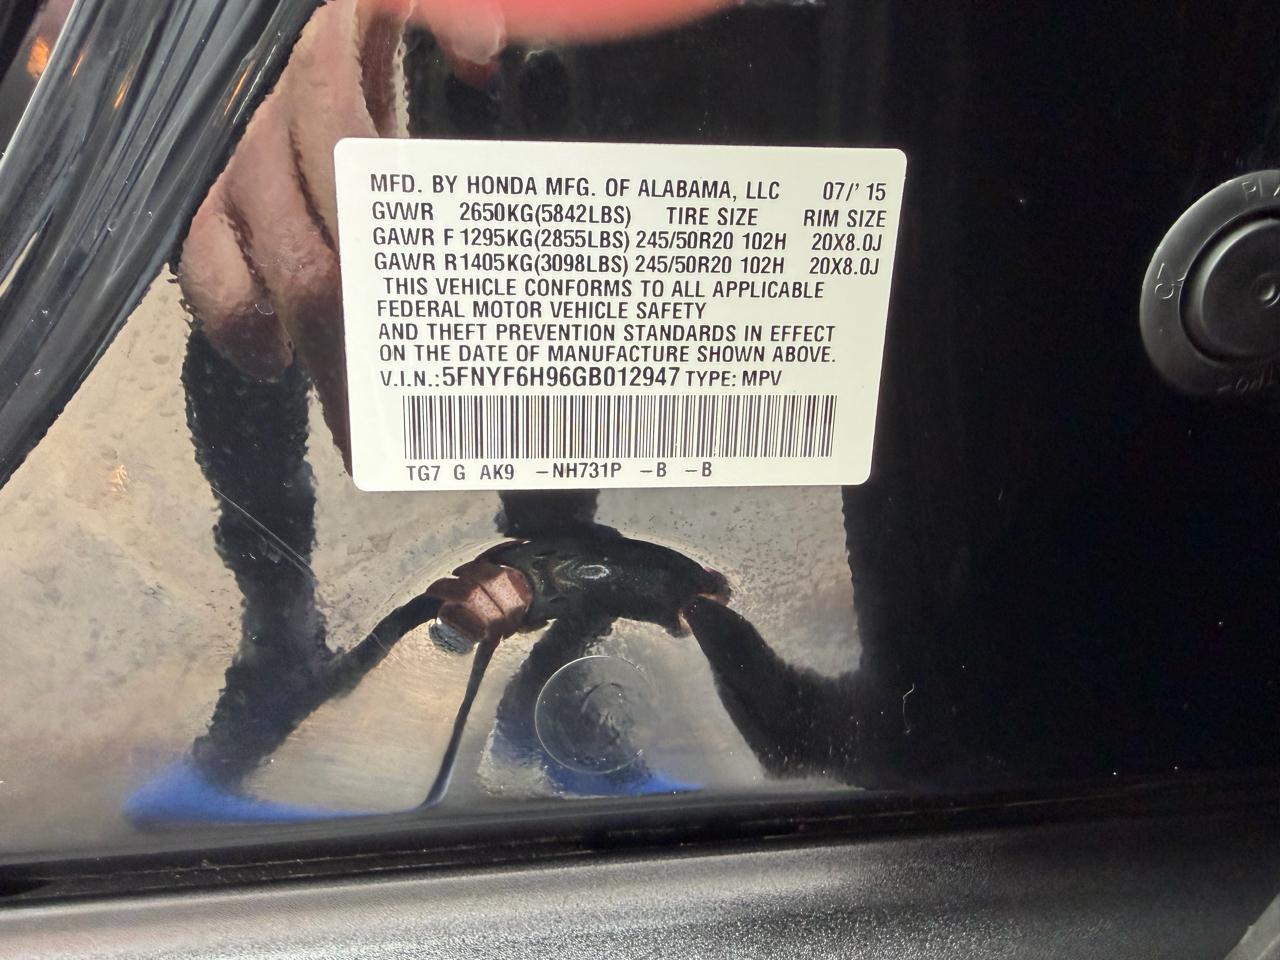 MFD. BY HONDA MFG. OF ALABAMA, LLC 07/' 15
GVWR 2650KG(5842LBS) TIRE SIZE RIM SIZE
GAWR F 1295KG(2855LBS) 245/50R20 102H 20X8.0J
GAWR R1405KG(3098LBS) 245/50R20 102H 20X8.0J
THIS VEHICLE CONFORMS TO ALL APPLICABLE
FEDERAL MOTOR VEHICLE SAFETY
AND THEFT PREVENTION STANDARDS IN EFFECT
ON THE DATE OF MANUFACTURE SHOWN ABOVE.
V.I.N.:5FNYF6H96GB012947 TYPE: MPV
TG7 G AK9 -NH731P -B -B